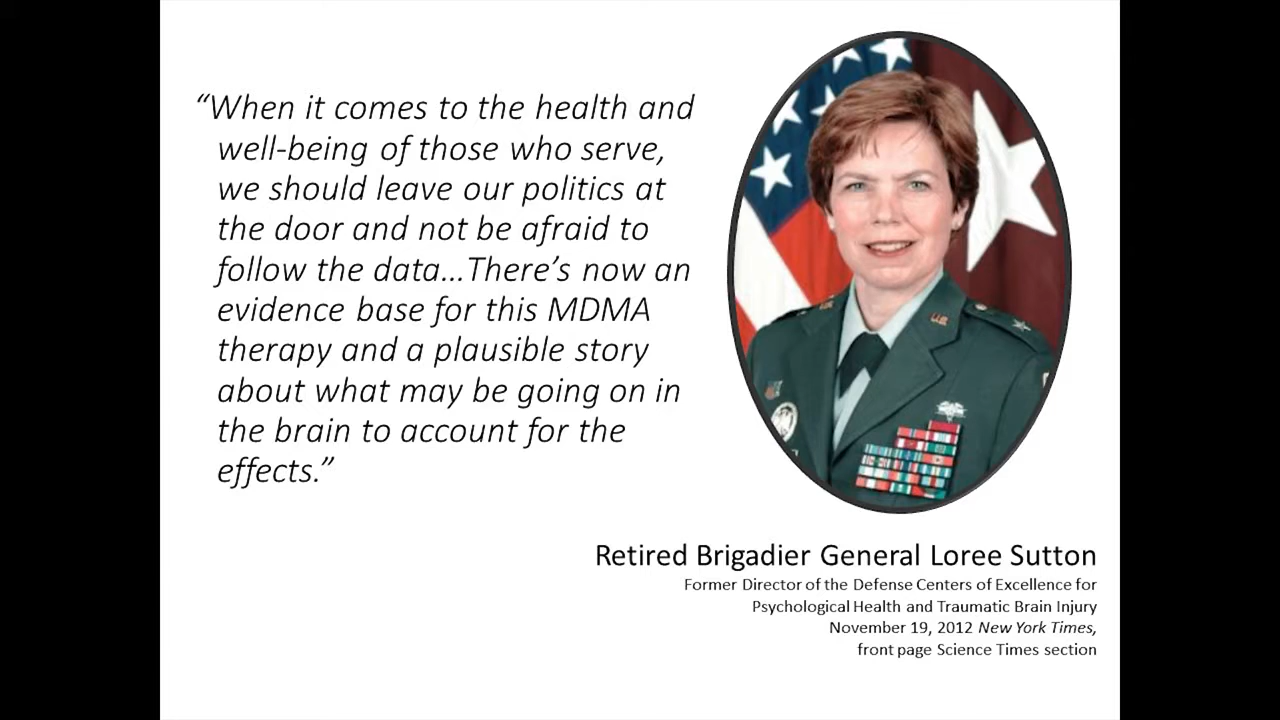 “When it comes to the health and
well-being of those who serve,
we should leave our politics at
the door and not be afraid to
follow the data...There’s now an
evidence base for this MDMA
therapy and a plausible story
about what may be going on in
the brain to account for the
effects.”
Retired Brigadier General Loree Sutton
Former Director of the Defense Centers of Excellence for
Psychological Health and Traumatic Brain Injury
November 19, 2012 New York Times,
front page Science Times section